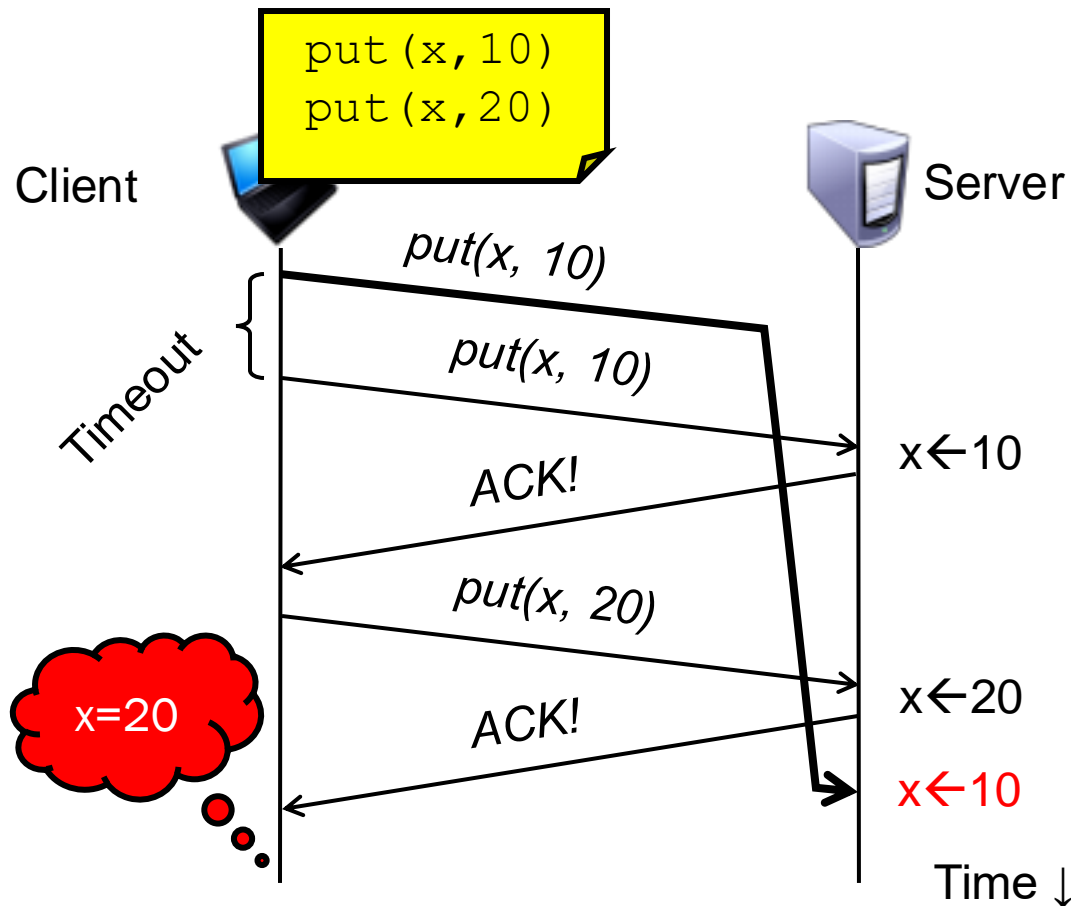 put(x,10)
put(x,20)
Client
Server
put(x, 10)
Timeout
put(x, 10)
x←10
ACK!
put(x, 20)
x=20
x←20
ACK!
x←10
Time ↓